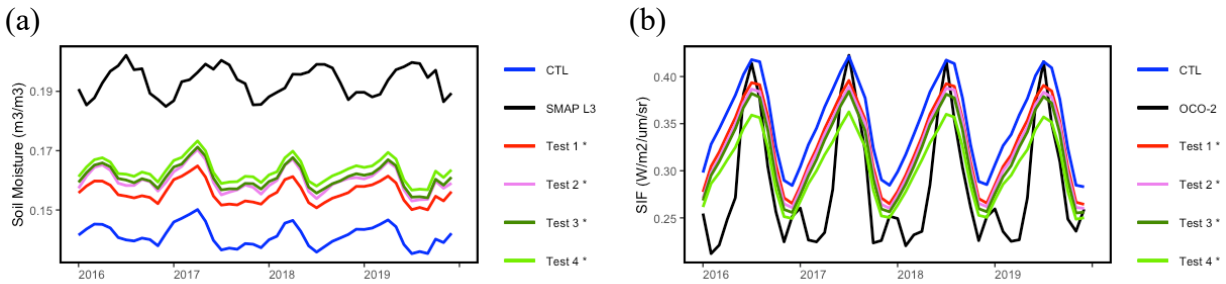 (a)
Soil Moisture (m3/m3)
0.19
0.17
0.15
2016
2017
2018
2019
CTL
SMAP L3
Test 1 *
Test 2 *
Test 3 *
Test 4 *
(b)
SIF (W/m2/um/sr)
0.40
0.35
0.30
0.25
2016
2017
2018
2019
CTL
OCO-2
Test 1 *
Test 2 *
Test 3 *
Test 4 *